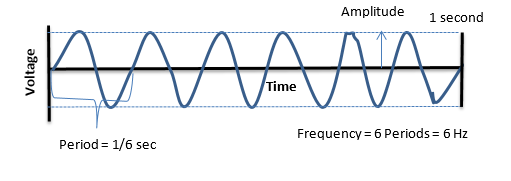 Amplitude
1 second
Voltage
Time
Period = 1/6 sec
Frequency = 6 Periods = 6 Hz